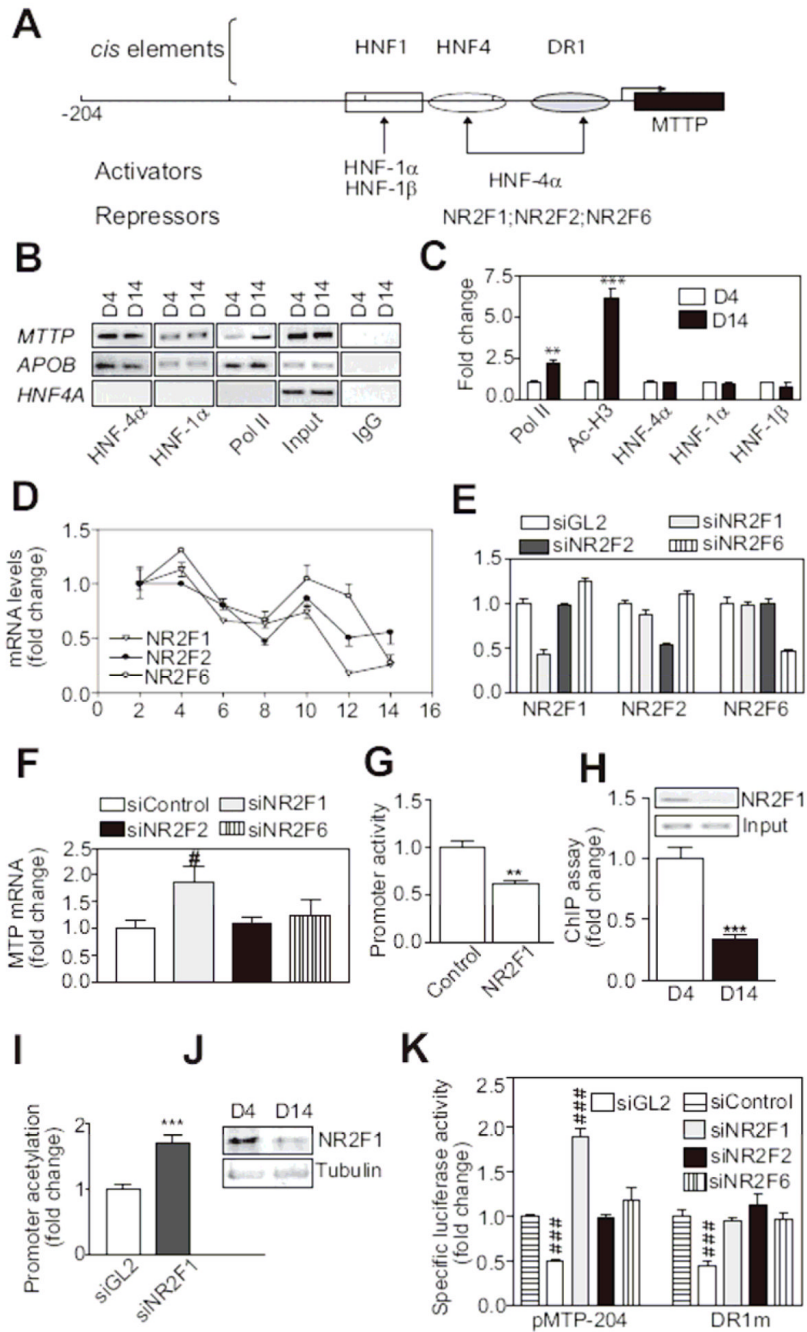 A
cis elements
HNF1 HNF4 DR1
-204
MTTP
Activators
HNF-1α
HNF-1β
HNF-4α
Repressors
NR2F1;NR2F2;NR2F6
B
D4 D14 D4 D14 D4 D14 D4 D14 D4 D14
MTTP
APOB
HNF4A
HNF-4α HNF-1α Pol II Input IgG
C
Fold change
7.5
5.0
2.5
0.0
D4
D14
**
***
Pol II Ac-H3 HNF-4α HNF-1α HNF-1β
D
mRNA levels
(fold change)
1.5
1.0
0.5
0.0
NR2F1
NR2F2
NR2F6
0 2 4 6 8 10 12 14 16
E
siGL2 siNR2F1
siNR2F2 siNR2F6
1.5
1.0
0.5
0.0
NR2F1 NR2F2 NR2F6
F
siControl siNR2F1
siNR2F2 siNR2F6
MTP mRNA
(fold change)
2.5
2.0
1.5
1.0
0.5
0.0
#
G
Promoter activity
1.5
1.0
0.5
0.0
**
Control NR2F1
H
NR2F1
Input
ChIP assay
(fold change)
1.5
1.0
0.5
0.0
***
D4 D14
I
Promoter acetylation
(fold change)
2
1
0
***
siGL2 siNR2F1
J
D4 D14
NR2F1
Tubulin
K
Specific luciferase activity
(fold change)
2.5
2.0
1.5
1.0
0.5
0.0
siGL2 siControl
siNR2F1
siNR2F2
siNR2F6
###
###
###
pMTP-204 DR1m